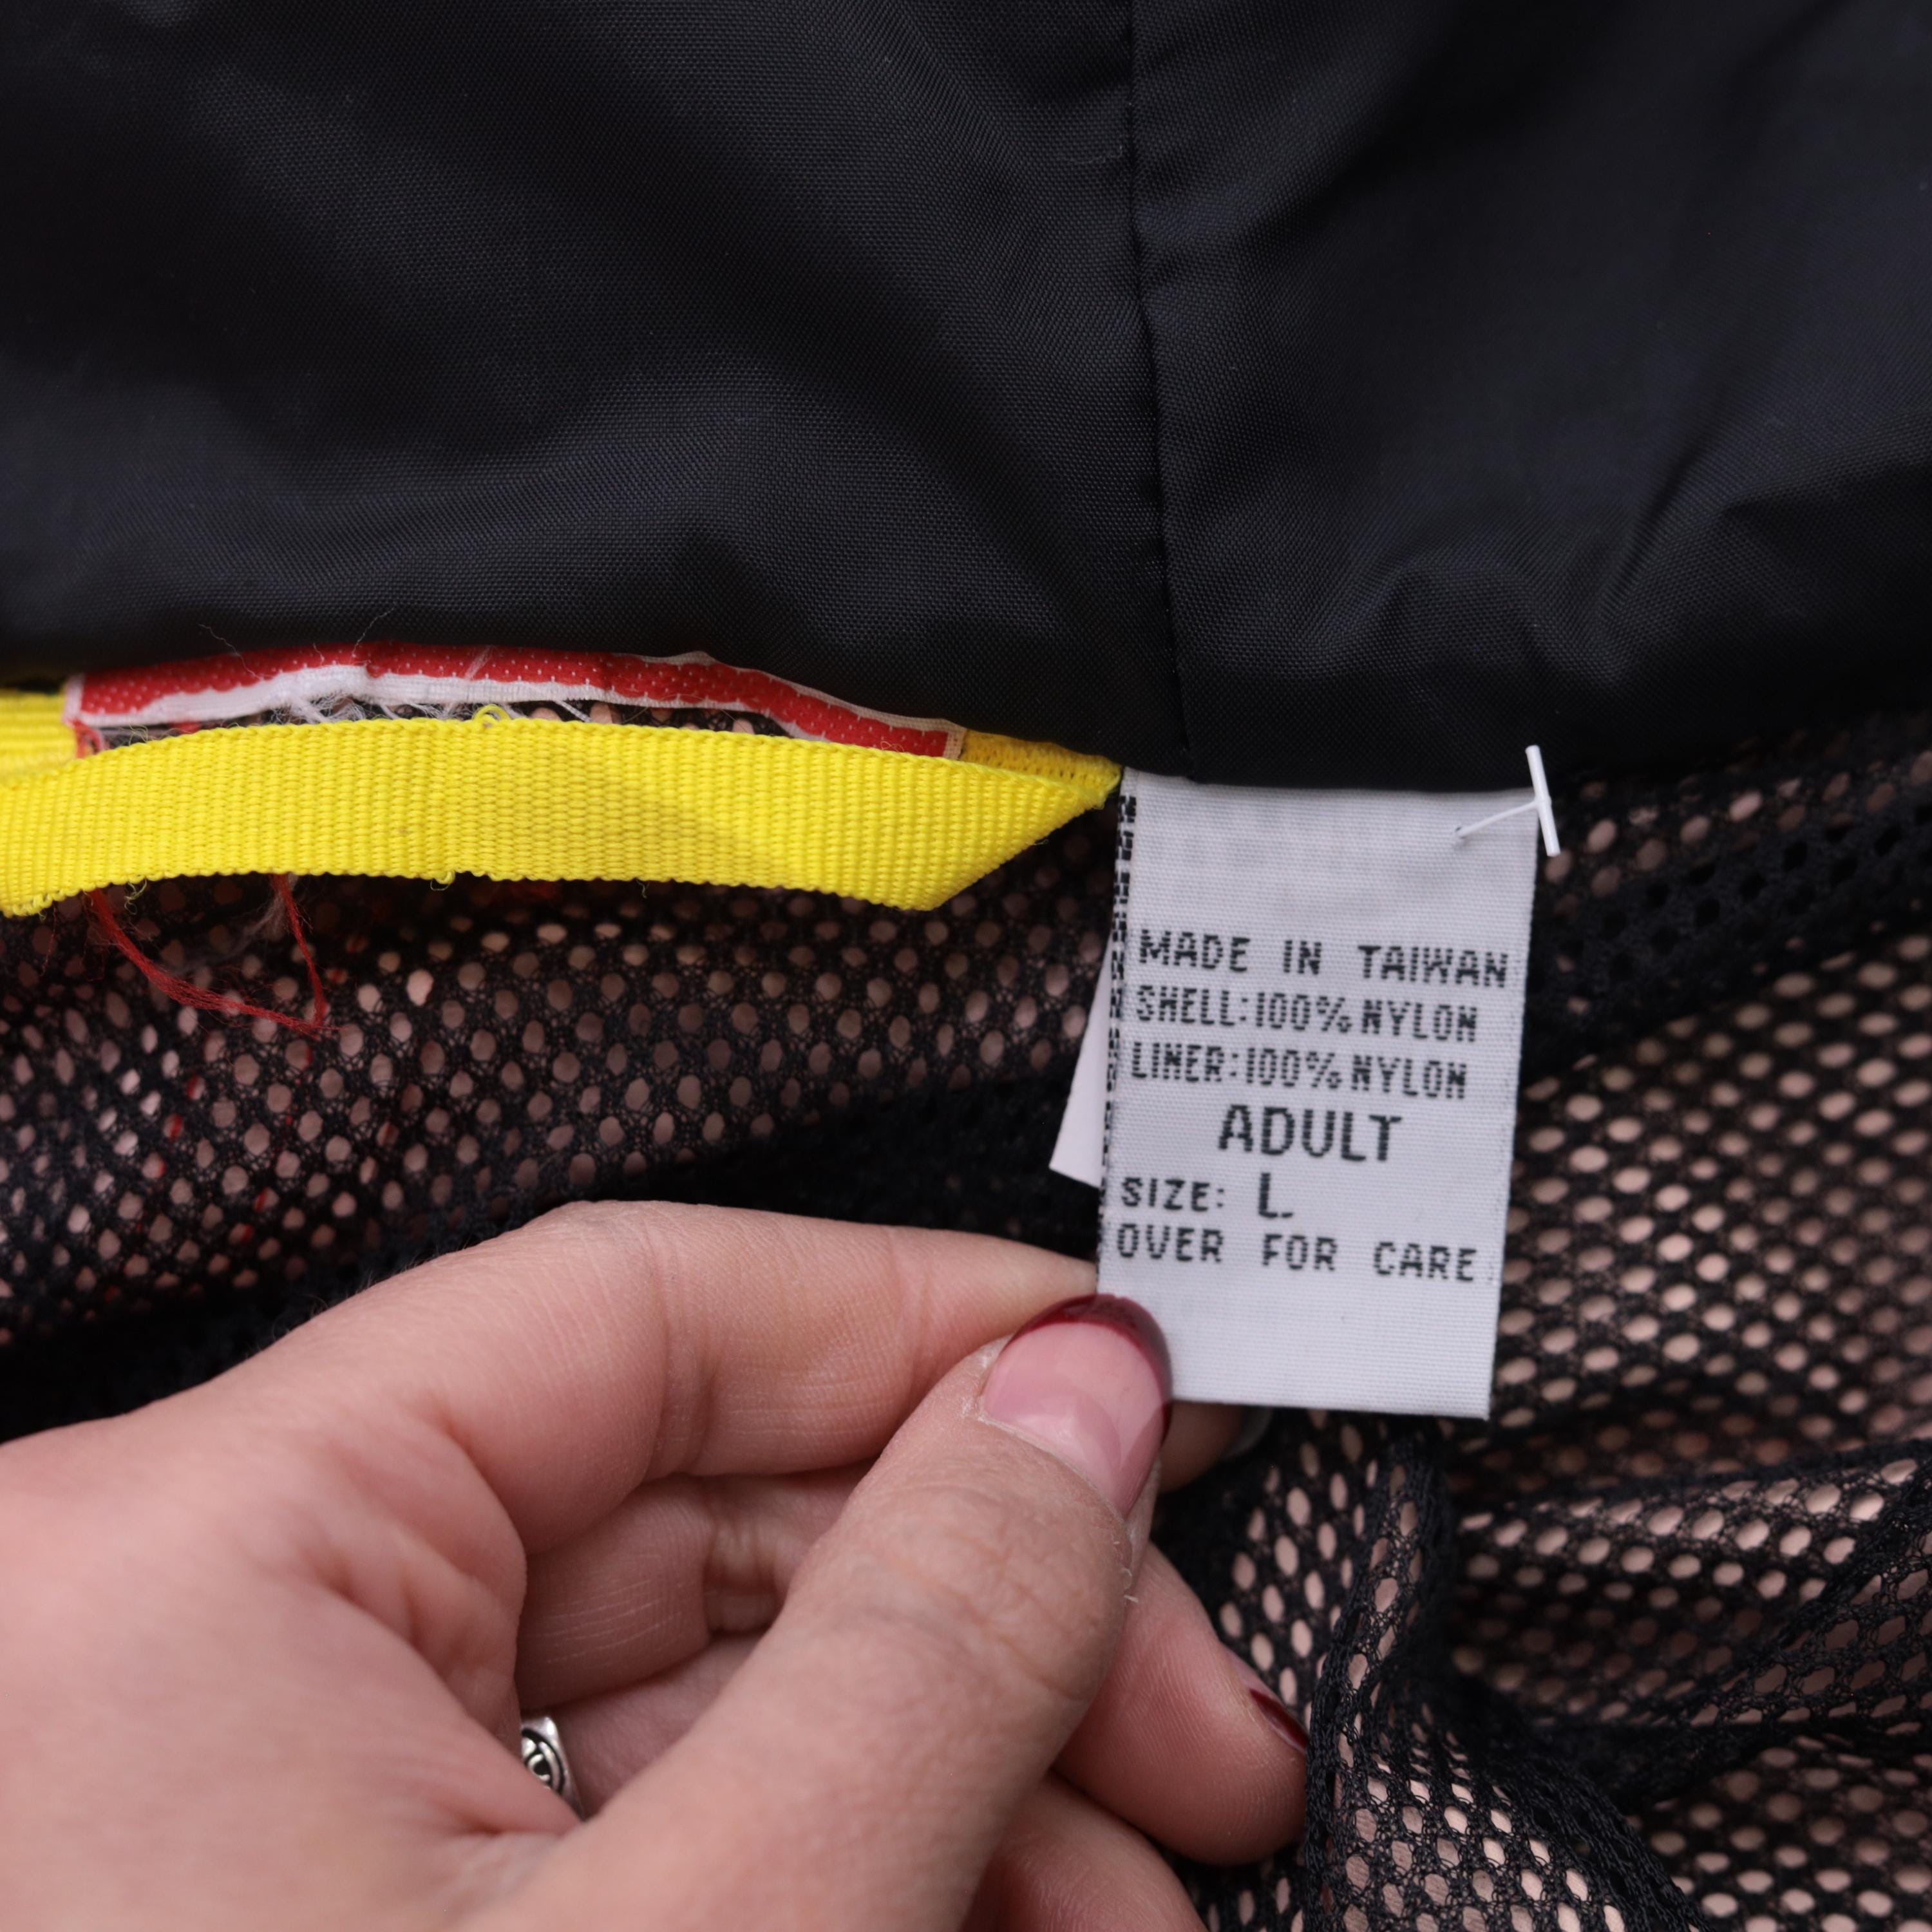 MADE IN TAIWAN
SHELL:100% NYLON
LINER:100% NYLON
ADULT
SIZE: L
OVER FOR CARE